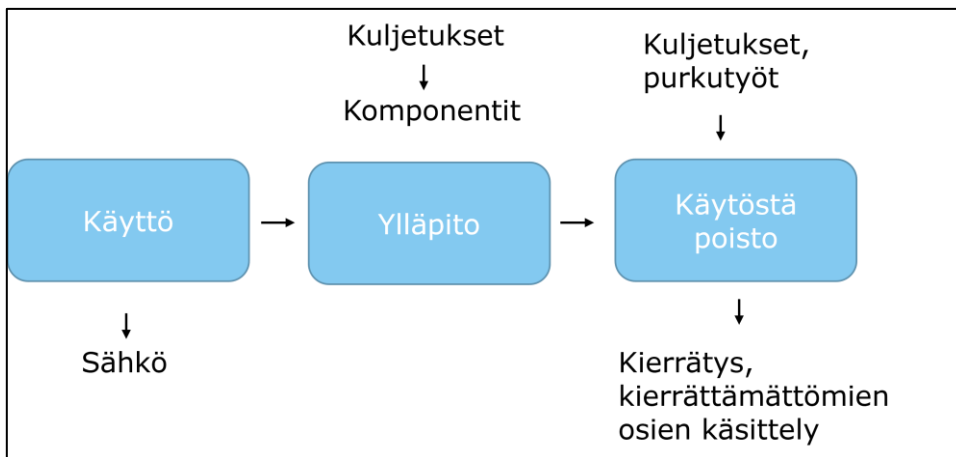 Kuljetukset
Komponentit
Kuljetukset,
purkutyöt
Käyttö
Ylläpito
Käytöstä
poisto
Sähkö
Kierrätys,
kierrättämättömien
osien käsittely